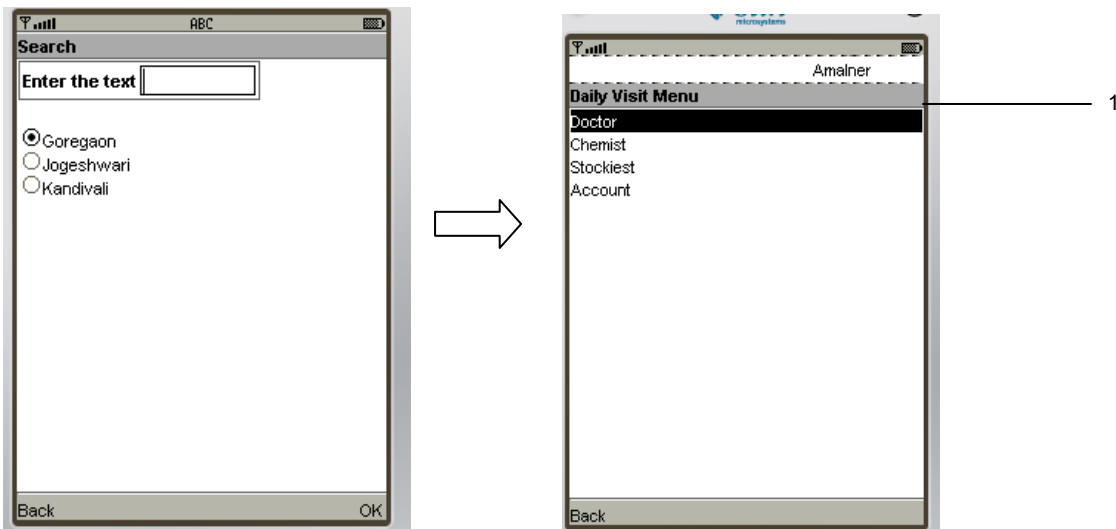 ABC
Search
Enter the text
Goregaon
Jogeshwari
Kandivali
Back OK
microsystems
Amalner
Daily Visit Menu
Doctor
Chemist
Stockiest
Account
Back
1